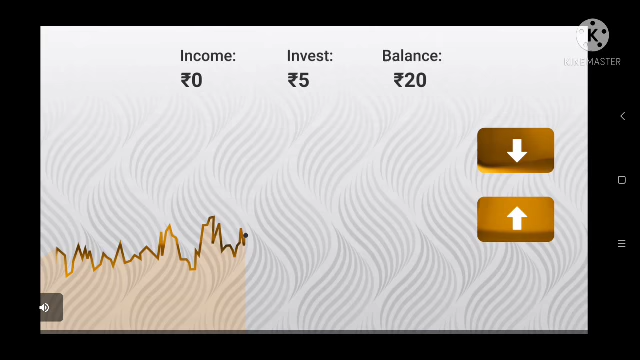 Income: Invest: Balance:
₹0 ₹5 ₹20
K
KINEMASTER